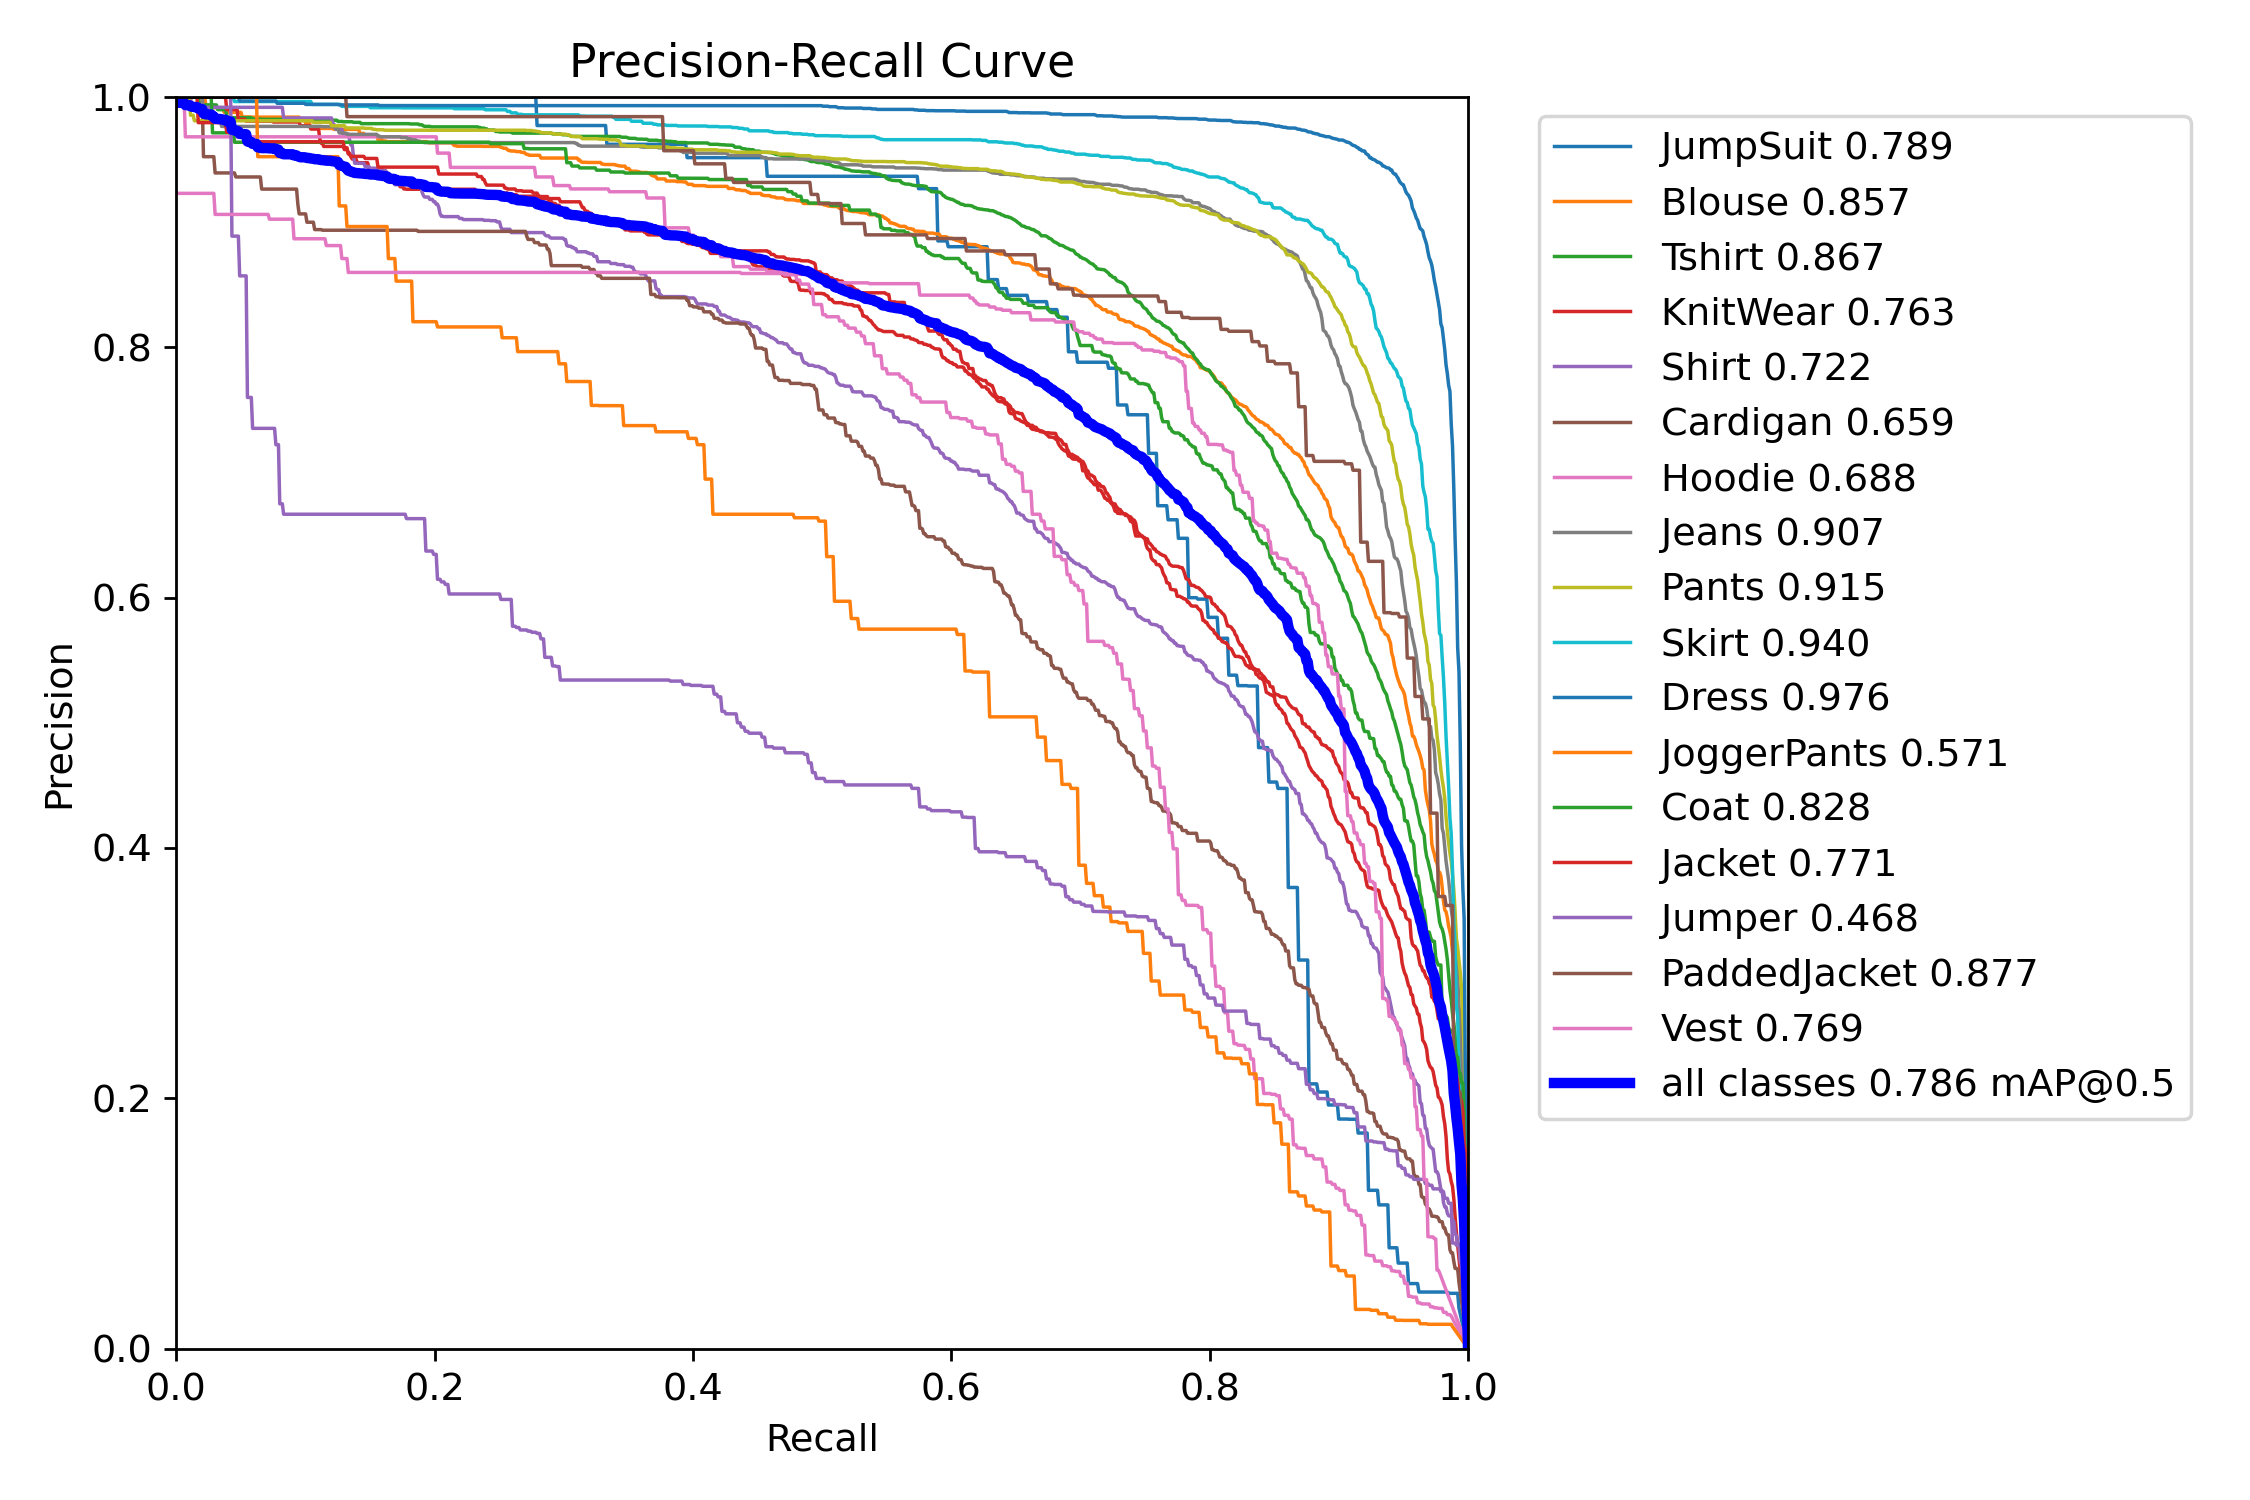 Precision-Recall Curve
1.0
0.8
0.6
0.4
0.2
0.0
Precision
0.0 0.2 0.4 0.6 0.8 1.0
Recall
JumpSuit 0.789
Blouse 0.857
Tshirt 0.867
KnitWear 0.763
Shirt 0.722
Cardigan 0.659
Hoodie 0.688
Jeans 0.907
Pants 0.915
Skirt 0.940
Dress 0.976
JoggerPants 0.571
Coat 0.828
Jacket 0.771
Jumper 0.468
PaddedJacket 0.877
Vest 0.769
all classes 0.786 mAP@0.5